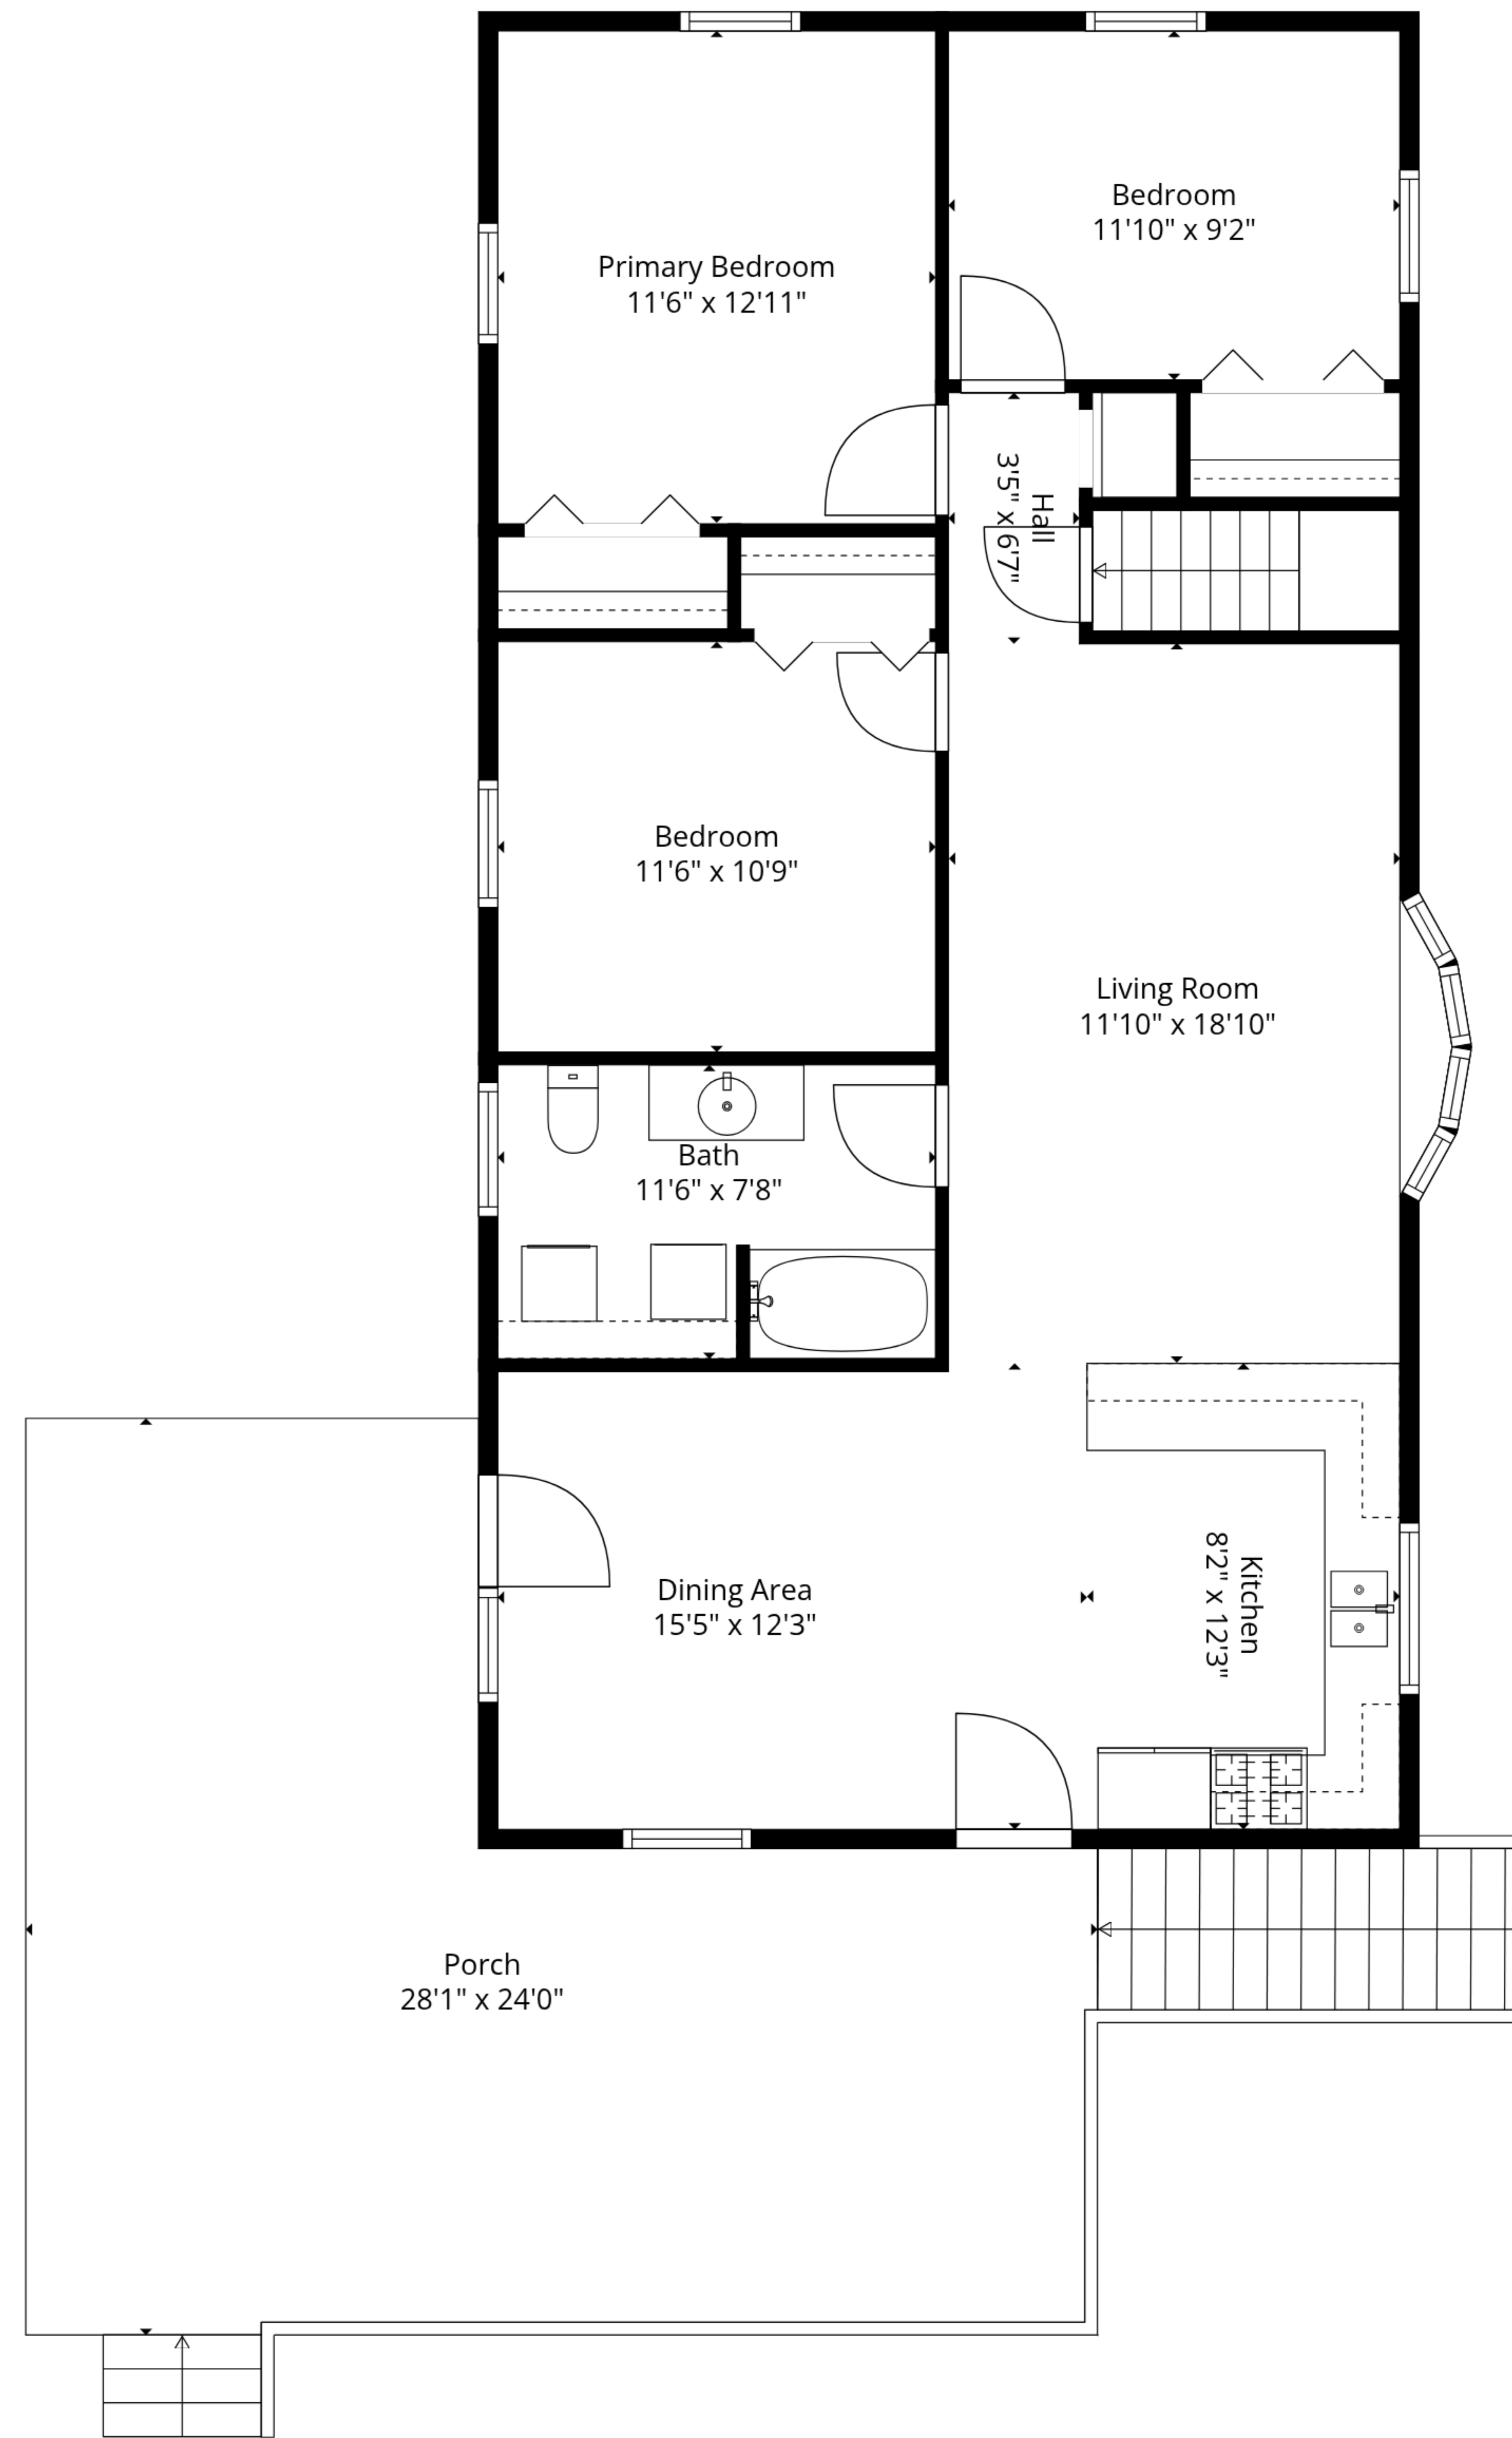 Bedroom
11'10" x 9'2"
Primary Bedroom
11'6" x 12'11"
Hall
3'5" x 6'7"
Bedroom
11'6" x 10'9"
Living Room
11'10" x 18'10"
Bath
11'6" x 7'8"
Dining Area
15'5" x 12'3"
Kitchen
8'2" x 12'3"
Porch
28'1" x 24'0"